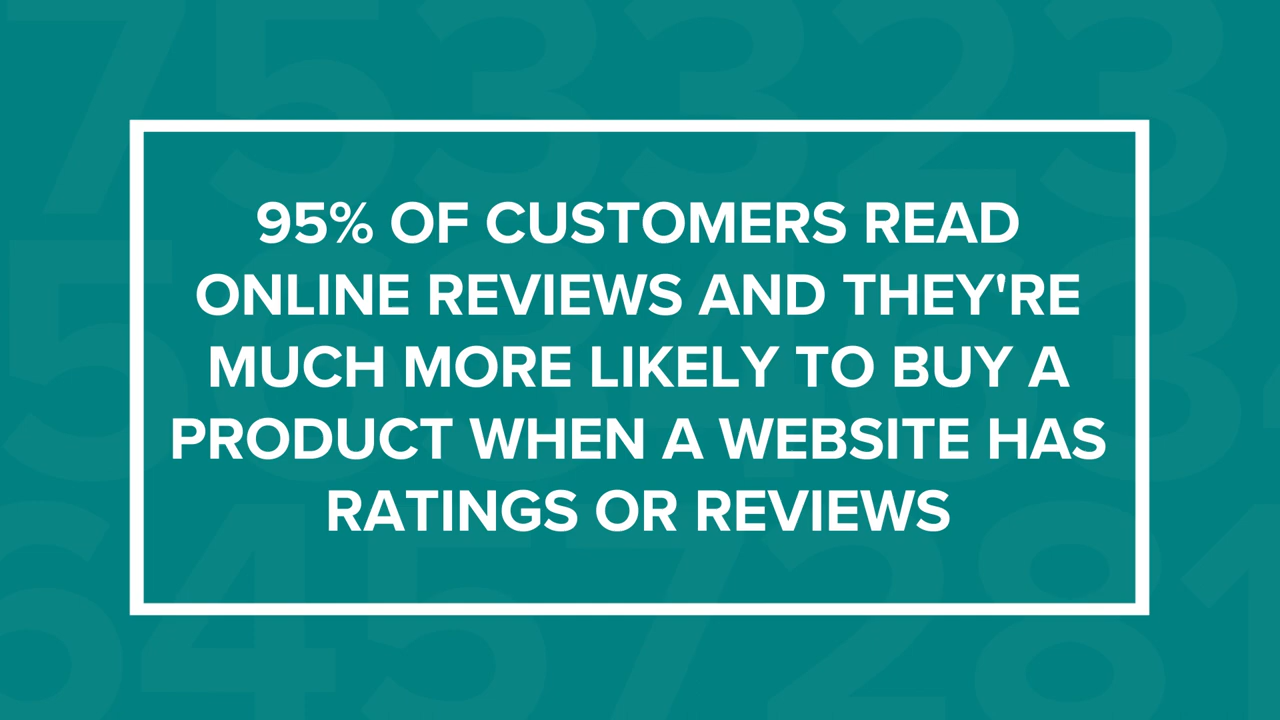 95% OF CUSTOMERS READ
ONLINE REVIEWS AND THEY'RE
MUCH MORE LIKELY TO BUY A
PRODUCT WHEN A WEBSITE HAS
RATINGS OR REVIEWS